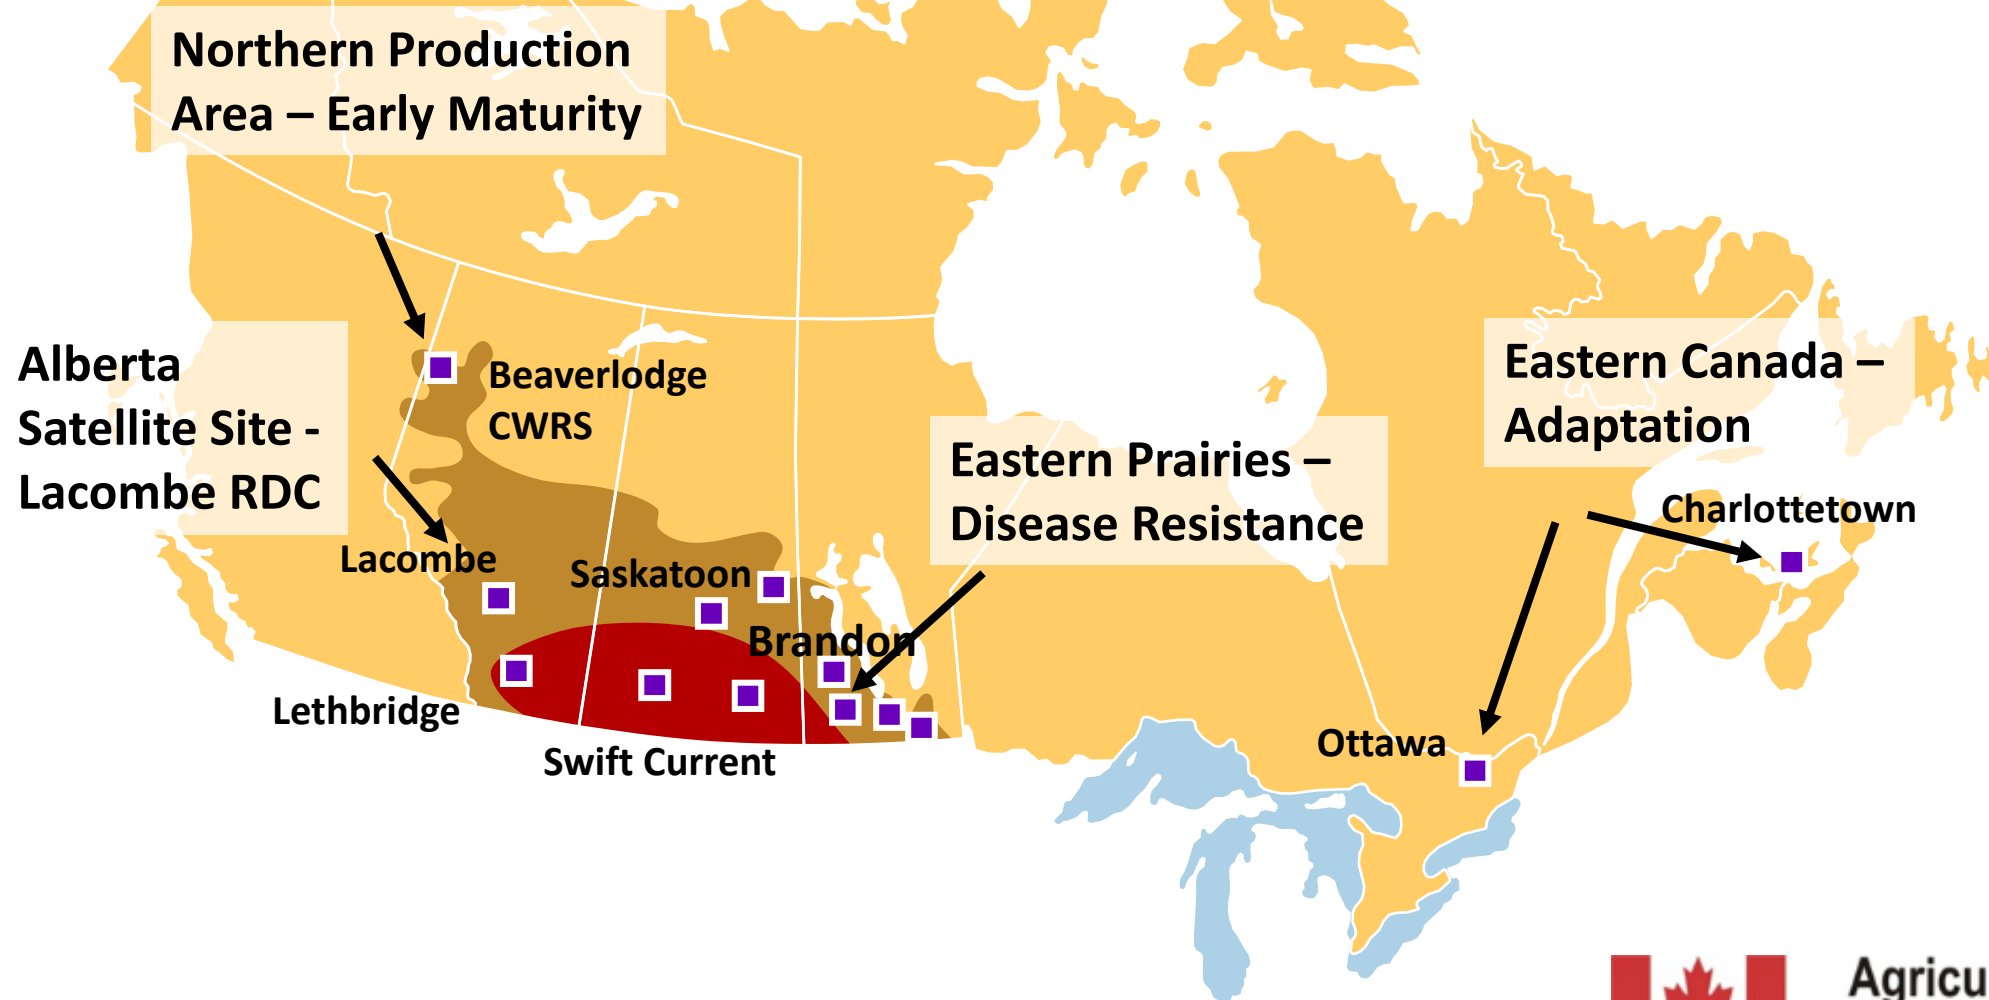 Northern Production
Area – Early Maturity
Alberta
Satellite Site -
Lacombe RDC
Beaverlodge
CWRS
Eastern Prairies –
Disease Resistance
Eastern Canada –
Adaptation
Charlottetown
Lacombe
Saskatoon
Brandon
Lethbridge
Swift Current
Ottawa
Agricu